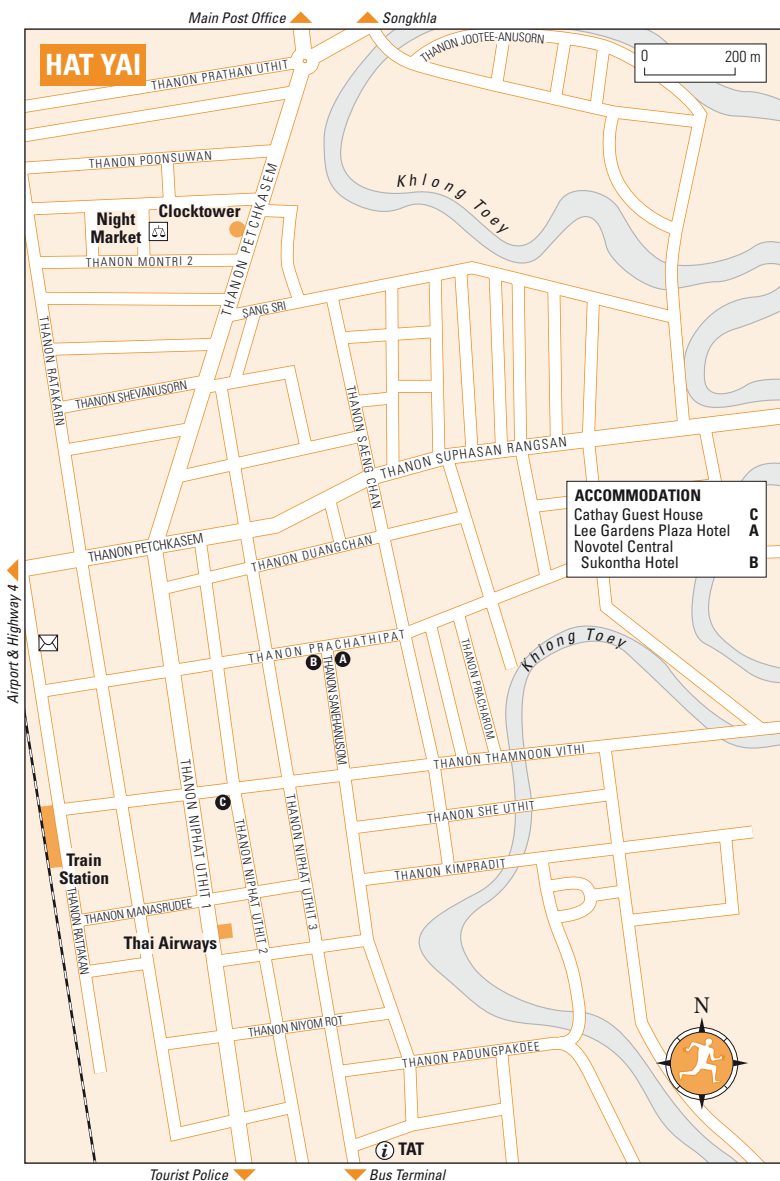 Main Post Office
Songkhla
HAT YAI
THANON JOOTEE-ANUSORN
0 200 m
THANON PRATHAN UTHIT
THANON POONSUWAN
Khlong Toey
Night
Market
Clocktower
THANON PETCHKASEM
THANON MONTRI 2
SANG SRI
THANON RATAKARN
THANON SHEVANUSORN
THANON SAENG CHAN
THANON SUPHASAN RANGSAN
ACCOMMODATION
Cathay Guest House C
Lee Gardens Plaza Hotel A
Novotel Central
Sukontha Hotel B
THANON PETCHKASEM
THANON DUANGCHAN
Airport & Highway 4
THANON PRACHATHIPAT
B
A
THANON SANEHANUSOM
THANON PRACHAROM
Khlong Toey
THANON THAMNOON VITHI
C
THANON NIPHAT UTHIT 1
THANON NIPHAT UTHIT 2
THANON NIPHAT UTHIT 3
THANON SHE UTHIT
Train
Station
THANON KIMPRADIT
THANON RATTAKAN
THANON MANASRUDEE
Thai Airways
N
THANON NIYOM ROT
THANON PADUNGPAKDEE
i TAT
Tourist Police
Bus Terminal